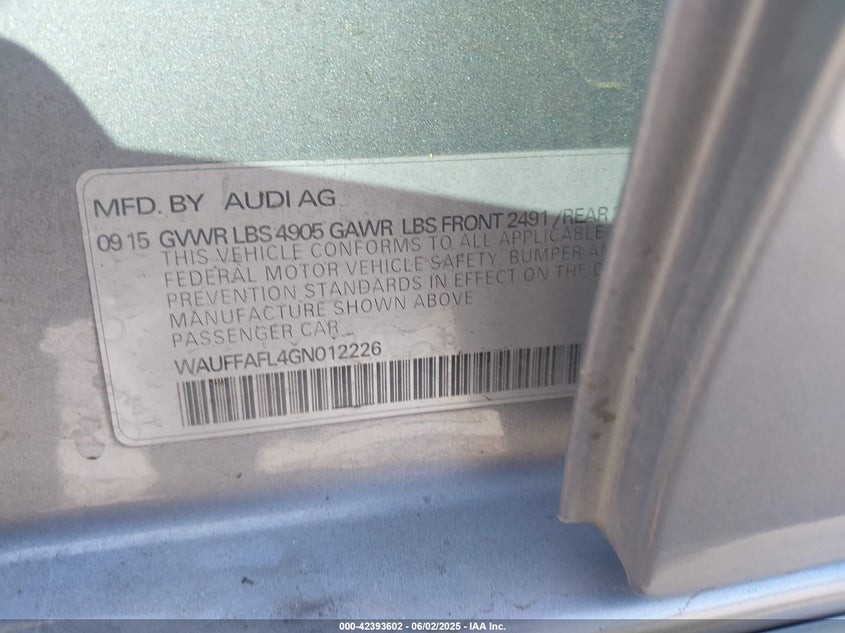 MFD. BY AUDI AG
09 15 GVWR LBS 4905 GAWR LBS FRONT 2491 /REAR
THIS VEHICLE CONFORMS TO ALL APPLICABLE
FEDERAL MOTOR VEHICLE SAFETY, BUMPER
PREVENTION STANDARDS IN EFFECT ON THE
MANUFACTURE SHOWN ABOVE
PASSENGER CAR
WAUFFAFL4GN012226
000-42393602 - 06/02/2025 - IAA Inc.